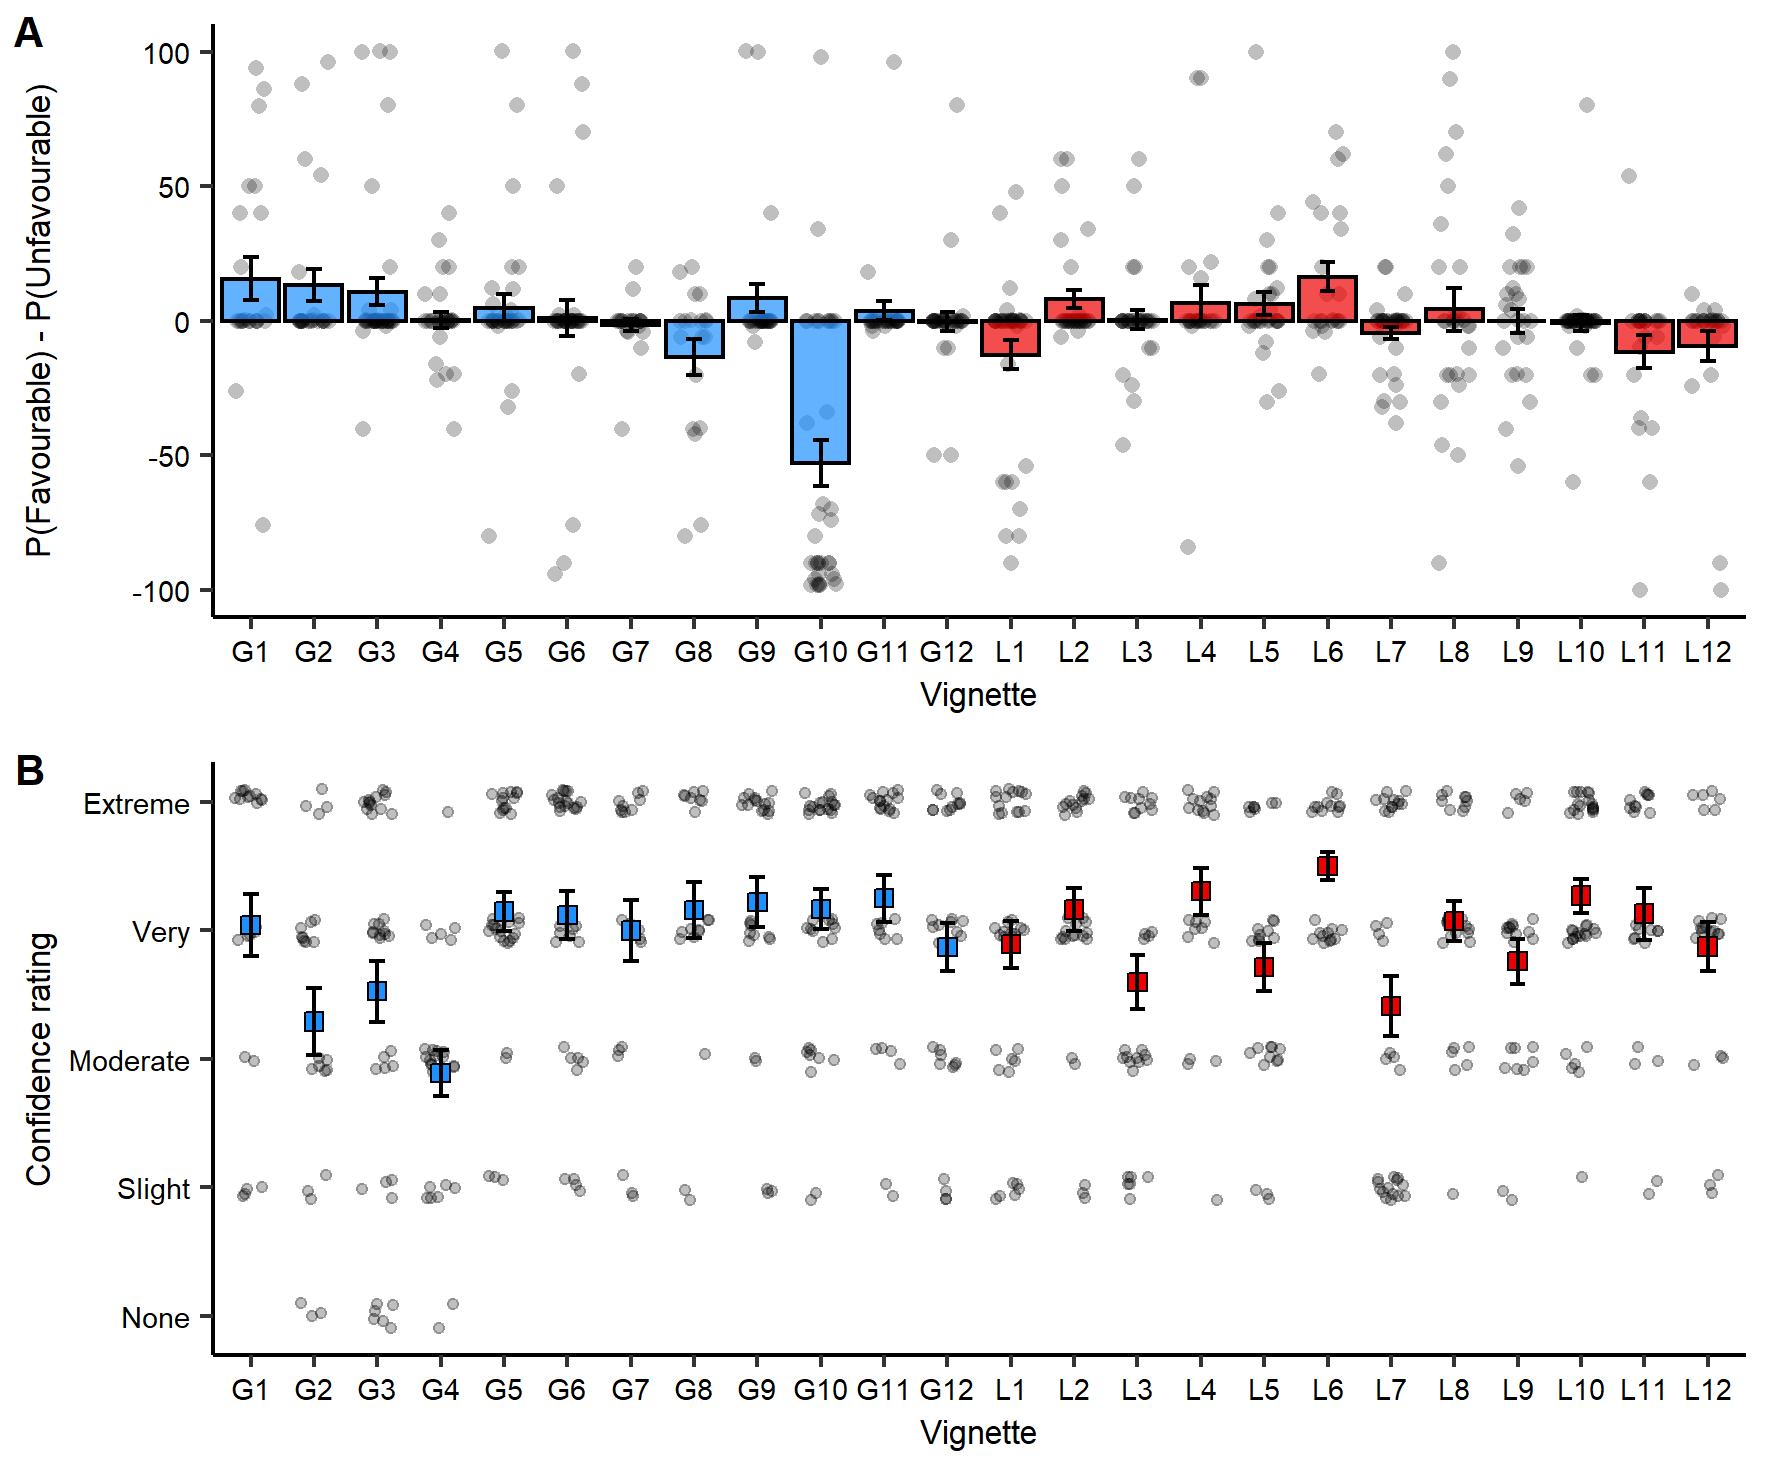 A
P(Favourable) - P(Unfavourable)
100
50
0
-50
-100
G1 G2 G3 G4 G5 G6 G7 G8 G9 G10 G11 G12 L1 L2 L3 L4 L5 L6 L7 L8 L9 L10 L11 L12
Vignette
B
Confidence rating
Extreme
Very
Moderate
Slight
None
G1 G2 G3 G4 G5 G6 G7 G8 G9 G10 G11 G12 L1 L2 L3 L4 L5 L6 L7 L8 L9 L10 L11 L12
Vignette